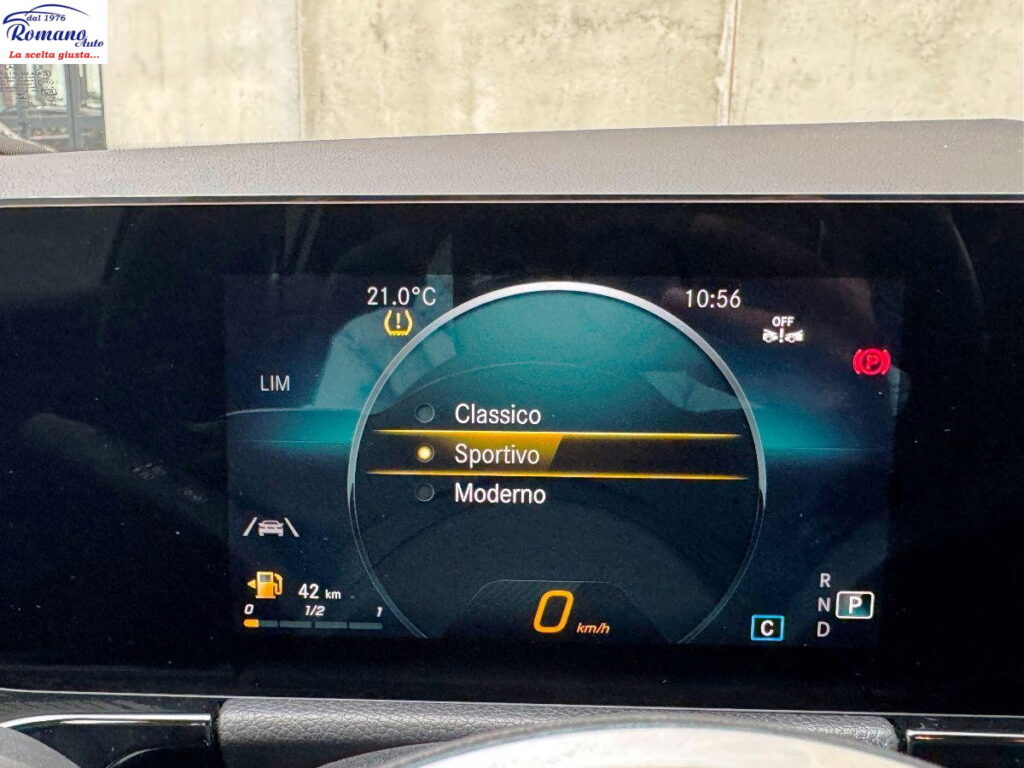 dal 1976
Romano Auto
La scelta giusta...
21.0°C
10:56
OFF
P
LIM
Classico
Sportivo
Moderno
42 km
0 1/2 1
0 km/h
C
R
N P
D